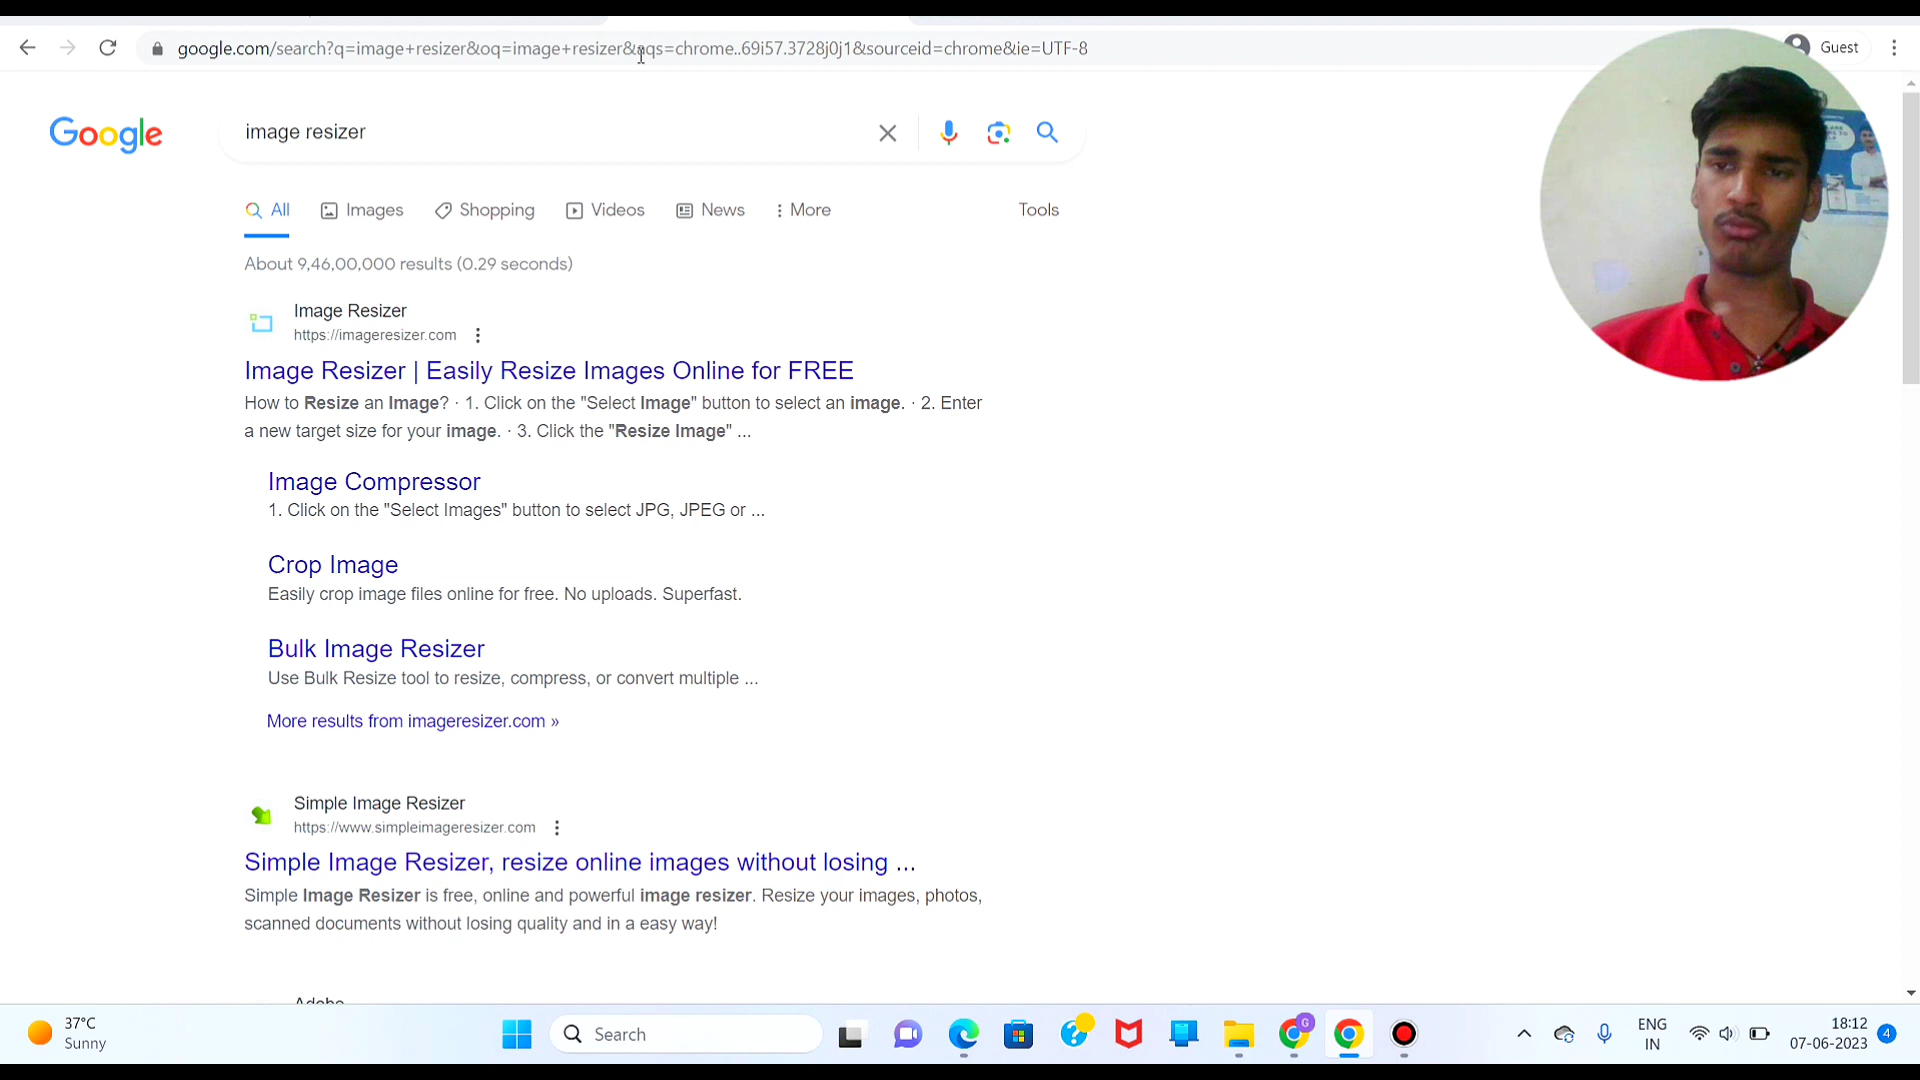 google.com/search?q=image+resizer&oq=image+resizer&aqs=chrome..69i57.3728j0j1&sourceid=chrome&ie=UTF-8
Guest
Google
image resizer
All
Images
Shopping
Videos
News
More
Tools
About 9,46,00,000 results (0.29 seconds)
Image Resizer
https://imageresizer.com
Image Resizer | Easily Resize Images Online for FREE
How to Resize an Image? · 1. Click on the "Select Image" button to select an image. · 2. Enter
a new target size for your image. · 3. Click the "Resize Image" ...
Image Compressor
1. Click on the "Select Images" button to select JPG, JPEG or ...
Crop Image
Easily crop image files online for free. No uploads. Superfast.
Bulk Image Resizer
Use Bulk Resize tool to resize, compress, or convert multiple ...
More results from imageresizer.com »
Simple Image Resizer
https://www.simpleimageresizer.com
Simple Image Resizer, resize online images without losing ...
Simple Image Resizer is free, online and powerful image resizer. Resize your images, photos,
scanned documents without losing quality and in a easy way!
Adobe
37°C
Sunny
Search
G
ENG
IN
18:12
07-06-2023
4